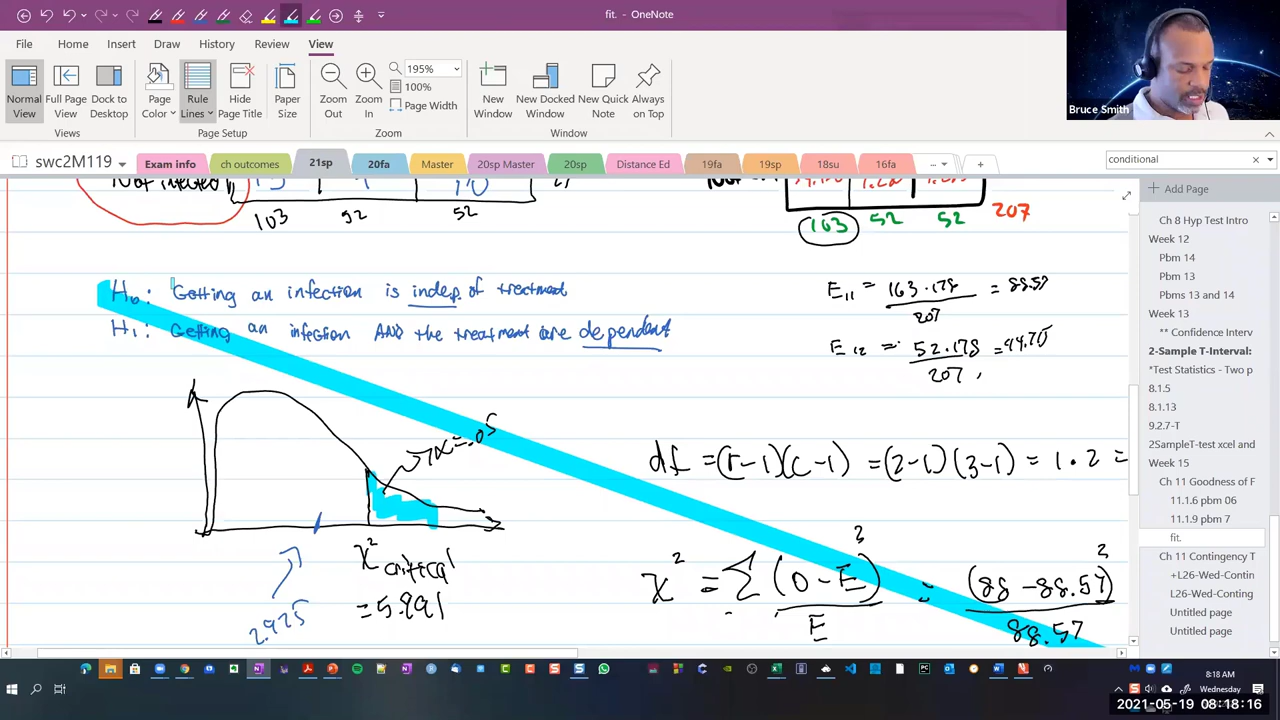 fit. - OneNote
File Home Insert Draw History Review View
195%
100%
Page Width
Normal View
Full Page View
Dock to Desktop
Page Color
Rule Lines
Hide Page Title
Paper Size
Zoom Out
Zoom In
New Window
New Docked Window
New Quick Note
Always on Top
Views
Page Setup
Zoom
Window
Bruce Smith
swc2M119
Exam info
ch outcomes
21sp
20fa
Master
20sp Master
20sp
Distance Ed
19fa
19sp
18su
16fa
conditional
Add Page
Ch 8 Hyp Test Intro
Week 12
Pbm 14
Pbm 13
Pbms 13 and 14
Week 13
** Confidence Interv
2-Sample T-Interval:
*Test Statistics - Two p
8.1.5
8.1.13
9.2.7-T
2SampleT-test xcel and
Week 15
Ch 11 Goodness of F
11.1.6 pbm 06
11.1.9 pbm 7
fit.
Ch 11 Contingency T
+L26-Wed-Contin
L26-Wed-Conting
Untitled page
Untitled page
infected
103 52 52
103 52 52 207
H₀: Getting an infection is indep. of treatment
H₁: Getting an infection AND the treatment are dependent
E₁₁ = 103.178 / 207 = 88.57
E₁₂ = 52.178 / 207 = 44.715
α=.05
df = (r-1)(c-1) = (2-1)(3-1) = 1.2 =
χ² critical
= 5.991
2.925
χ² = Σ (O-E)² / E = (88-88.57)² / 88.57
8:18 AM
Wednesday
2021-05-19 08:18:16